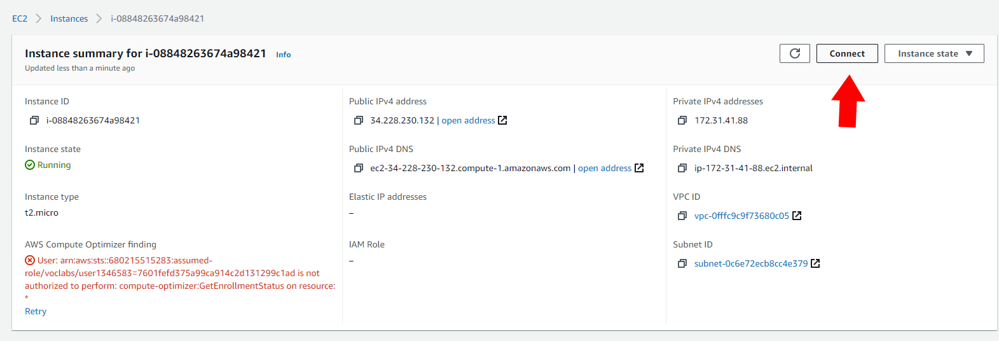 EC2 > Instances > i-08848263674a98421
Instance summary for i-08848263674a98421 Info
Updated less than a minute ago
Connect
Instance state ▼
Instance ID
i-08848263674a98421
Public IPv4 address
34.228.230.132 | open address
Private IPv4 addresses
172.31.41.88
Instance state
Running
Public IPv4 DNS
ec2-34-228-230-132.compute-1.amazonaws.com | open address
Private IPv4 DNS
ip-172-31-41-88.ec2.internal
Instance type
t2.micro
Elastic IP addresses
–
VPC ID
vpc-0fffc9c9f73680c05
AWS Compute Optimizer finding
User: arn:aws:sts::680215515283:assumed-
role/voclabs/user1346583=7601fefd375a99ca914c2d131299c1ad is not
authorized to perform: compute-optimizer:GetEnrollmentStatus on resource:
*
Retry
IAM Role
–
Subnet ID
subnet-0c6e72ecb8cc4e379